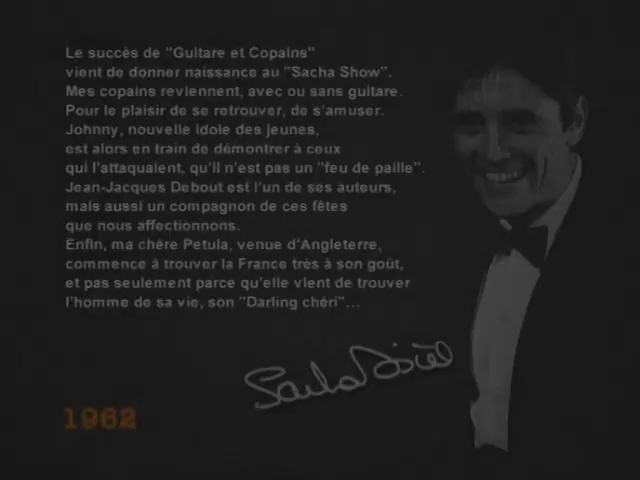 Le succès de "Guitare et Copains"
vient de donner naissance au "Sacha Show".
Mes copains reviennent, avec ou sans guitare.
Pour le plaisir de se retrouver, de s'amuser.
Johnny, nouvelle idole des jeunes,
est alors en train de démontrer à ceux
qui l'attaquaient, qu'il n'est pas un "feu de paille".
Jean-Jacques Debout est l'un de ses auteurs,
mais aussi un compagnon de ces fêtes
que nous affectionnons.
Enfin, ma chère Petula, venue d'Angleterre,
commence à trouver la France très à son goût,
et pas seulement parce qu'elle vient de trouver
l'homme de sa vie, son "Darling chéri"...
Sacha Distel
1962